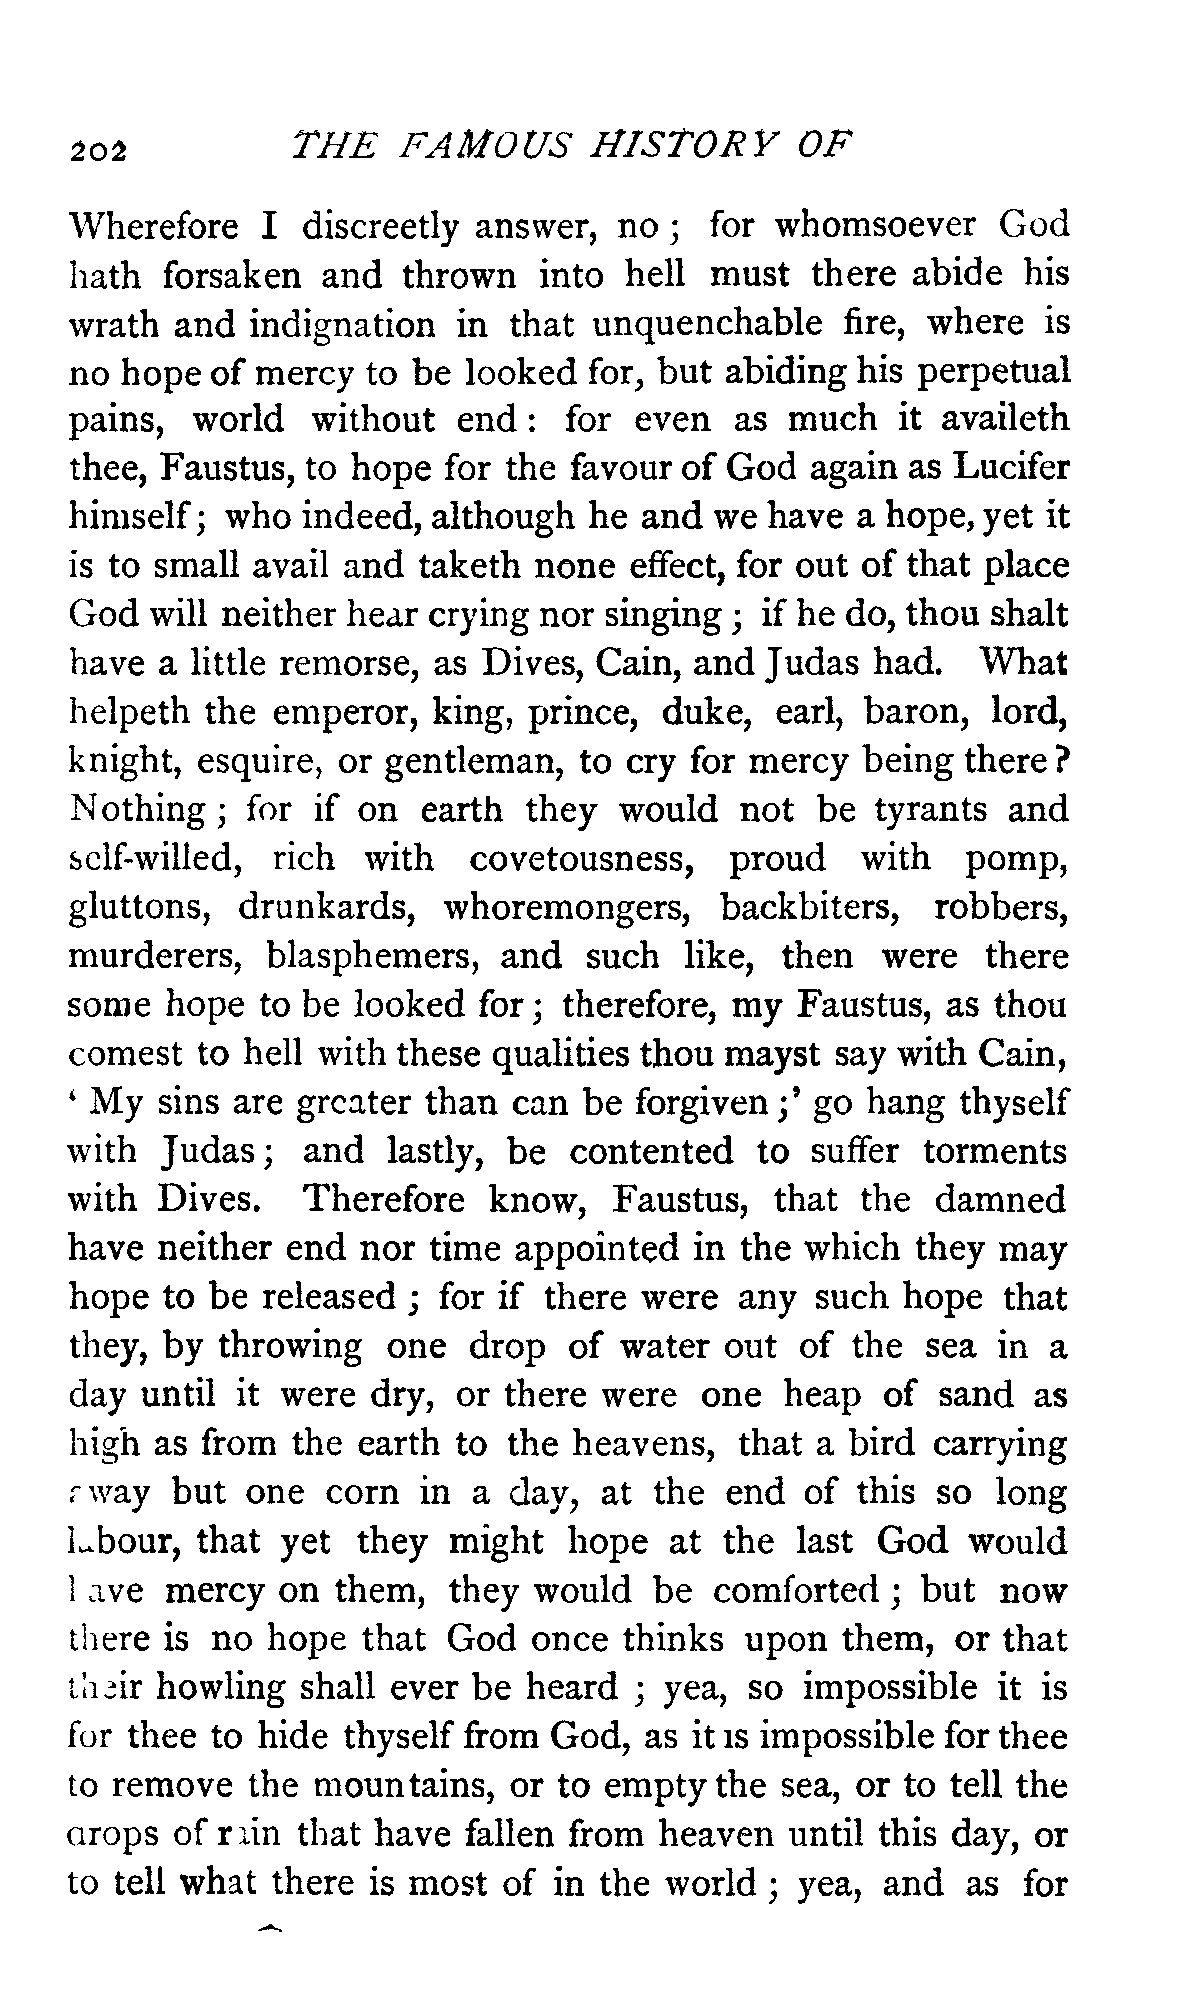 202 THE FAMOUS HISTORY OF
Wherefore I discreetly answer, no ; for whomsoever God
hath forsaken and thrown into hell must there abide his
wrath and indignation in that unquenchable fire, where is
no hope of mercy to be looked for, but abiding his perpetual
pains, world without end : for even as much it availeth
thee, Faustus, to hope for the favour of God again as Lucifer
himself ; who indeed, although he and we have a hope, yet it
is to small avail and taketh none effect, for out of that place
God will neither hear crying nor singing ; if he do, thou shalt
have a little remorse, as Dives, Cain, and Judas had. What
helpeth the emperor, king, prince, duke, earl, baron, lord,
knight, esquire, or gentleman, to cry for mercy being there ?
Nothing ; for if on earth they would not be tyrants and
self-willed, rich with covetousness, proud with pomp,
gluttons, drunkards, whoremongers, backbiters, robbers,
murderers, blasphemers, and such like, then were there
some hope to be looked for ; therefore, my Faustus, as thou
comest to hell with these qualities thou mayst say with Cain,
‘ My sins are greater than can be forgiven ;’ go hang thyself
with Judas ; and lastly, be contented to suffer torments
with Dives. Therefore know, Faustus, that the damned
have neither end nor time appointed in the which they may
hope to be released ; for if there were any such hope that
they, by throwing one drop of water out of the sea in a
day until it were dry, or there were one heap of sand as
high as from the earth to the heavens, that a bird carrying
away but one corn in a day, at the end of this so long
labour, that yet they might hope at the last God would
have mercy on them, they would be comforted ; but now
there is no hope that God once thinks upon them, or that
their howling shall ever be heard ; yea, so impossible it is
for thee to hide thyself from God, as it is impossible for thee
to remove the mountains, or to empty the sea, or to tell the
drops of rain that have fallen from heaven until this day, or
to tell what there is most of in the world ; yea, and as for